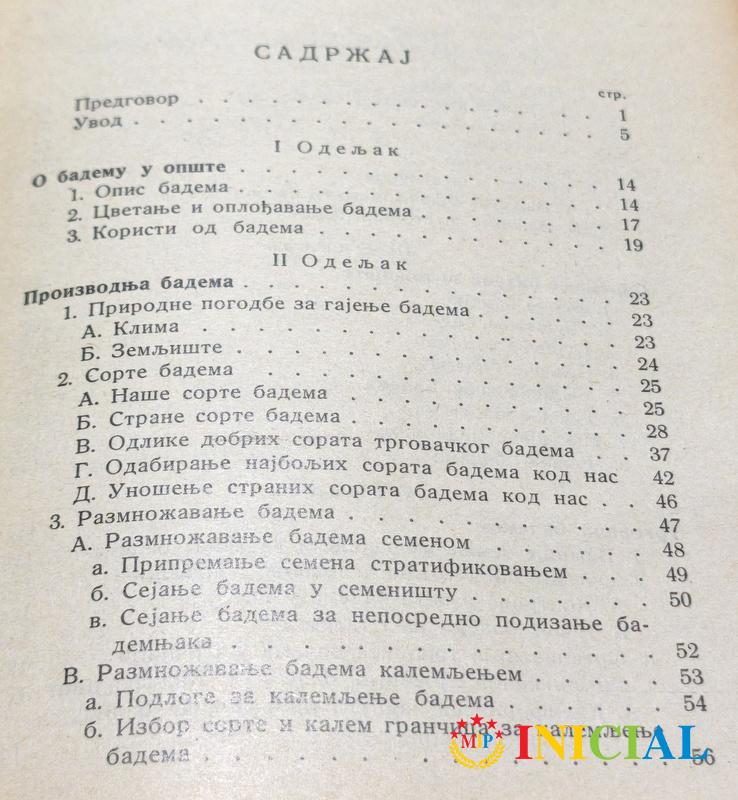 САДРЖАЈ
стр.
Предговор . . . . . . . . . . . . . . . 1
Увод . . . . . . . . . . . . . . . . . 5
I Одељак
О бадему у опште . . . . . . . . . . . . 14
1. Опис бадема . . . . . . . . . . . . . 14
2. Цветање и оплођавање бадема . . . . . . . 17
3. Користи од бадема . . . . . . . . . . . 19
II Одељак
Производња бадема . . . . . . . . . . . . 23
1. Природне погодбе за гајење бадема . . . . . 23
А. Клима . . . . . . . . . . . . . . . 23
Б. Земљиште . . . . . . . . . . . . . . 24
2. Сорте бадема . . . . . . . . . . . . . 25
А. Наше сорте бадема . . . . . . . . . . 25
Б. Стране сорте бадема . . . . . . . . . . 28
В. Одлике добрих сората трговачког бадема . . 37
Г. Одабирање најбољих сората бадема код нас 42
Д. Уношење страних сората бадема код нас . . 46
3. Размножавање бадема . . . . . . . . . . 47
А. Размножавање бадема семеном . . . . . . 48
а. Припремање семена стратификовањем . . . 49
б. Сејање бадема у семеништу . . . . . . . 50
в. Сејање бадема за непосредно подизање ба-
демњака . . . . . . . . . . . . . . 52
В. Размножавање бадема калемљењем . . . . . 53
а. Подлоге за калемљење бадема . . . . . . 54
б. Избор сорте и калем гранчица за калемљење
бадема . . . . . . . . . . . . . . . 56
MP INICIAL